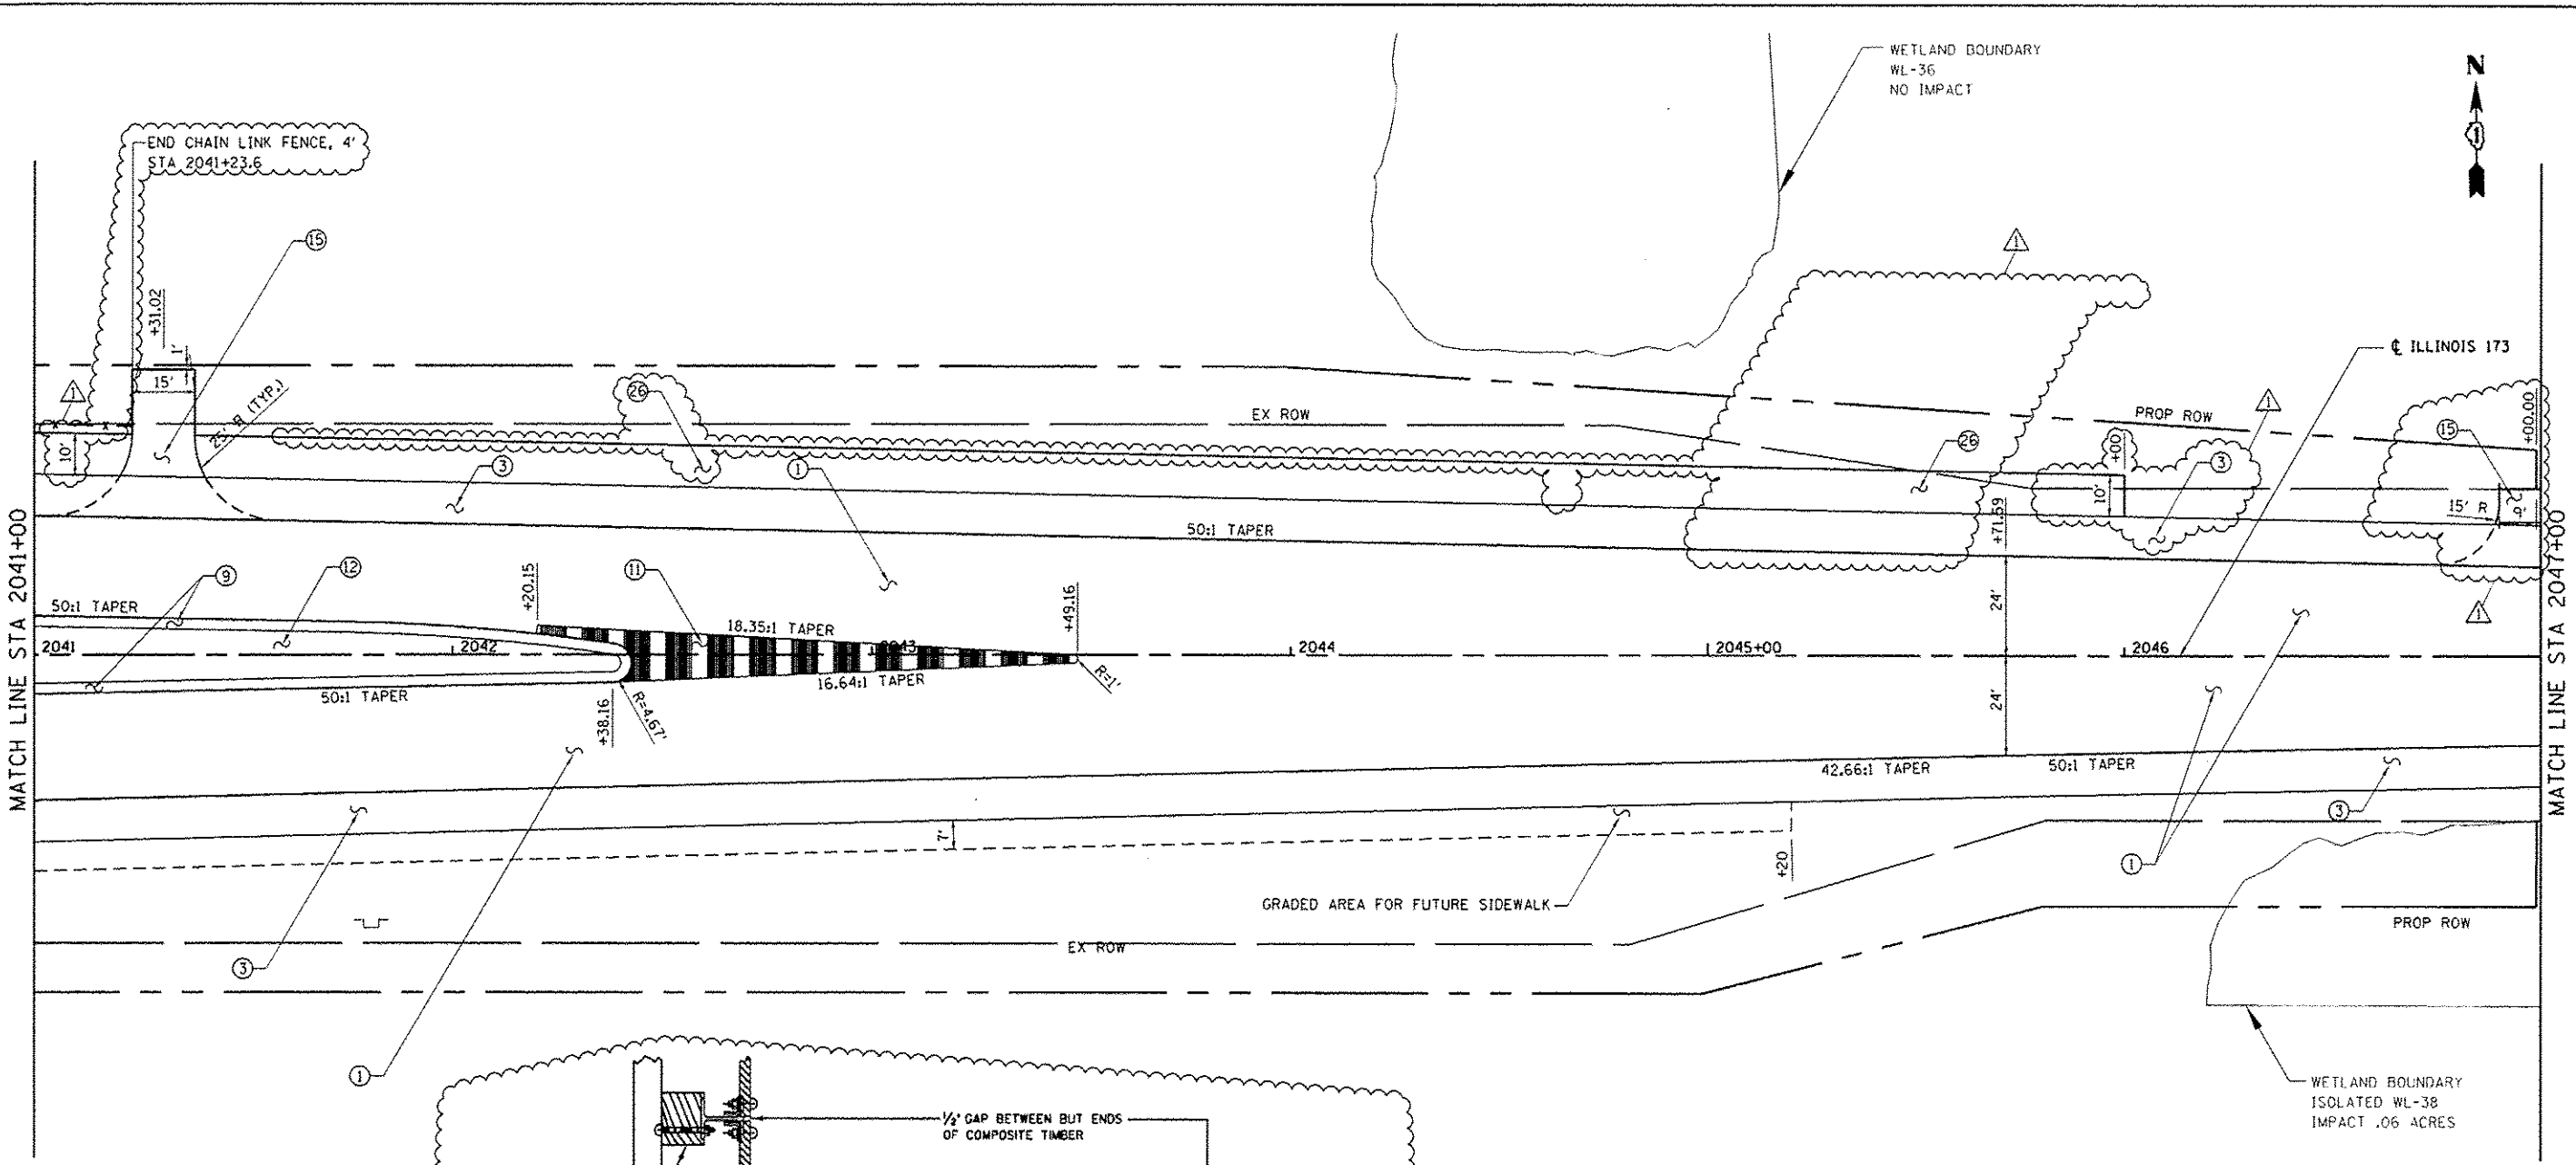 WETLAND BOUNDARY
WL-36
NO IMPACT
N
1
END CHAIN LINK FENCE, 4'
STA 2041+23.6
15
1
+31.02
1'
15'
25' R (TYP.)
1
10'
26
3
1
EX ROW
PROP ROW
1
℄ ILLINOIS 173
26
+00
10'
3
15
+00.00
15' R
9'
1
50:1 TAPER
+71.59
MATCH LINE STA 2041+00
MATCH LINE STA 2047+00
9
12
+20.15
11
+49.16
50:1 TAPER
18.35:1 TAPER
24'
2041
2042
2043
2044
2045+00
2046
50:1 TAPER
16.64:1 TAPER
R=1'
+38.16
R=4.67'
24'
42.66:1 TAPER
50:1 TAPER
3
7'
+20
1
GRADED AREA FOR FUTURE SIDEWALK
EX ROW
PROP ROW
3
1
WETLAND BOUNDARY
ISOLATED WL-38
IMPACT .06 ACRES
1/2" GAP BETWEEN BUT ENDS
OF COMPOSITE TIMBER